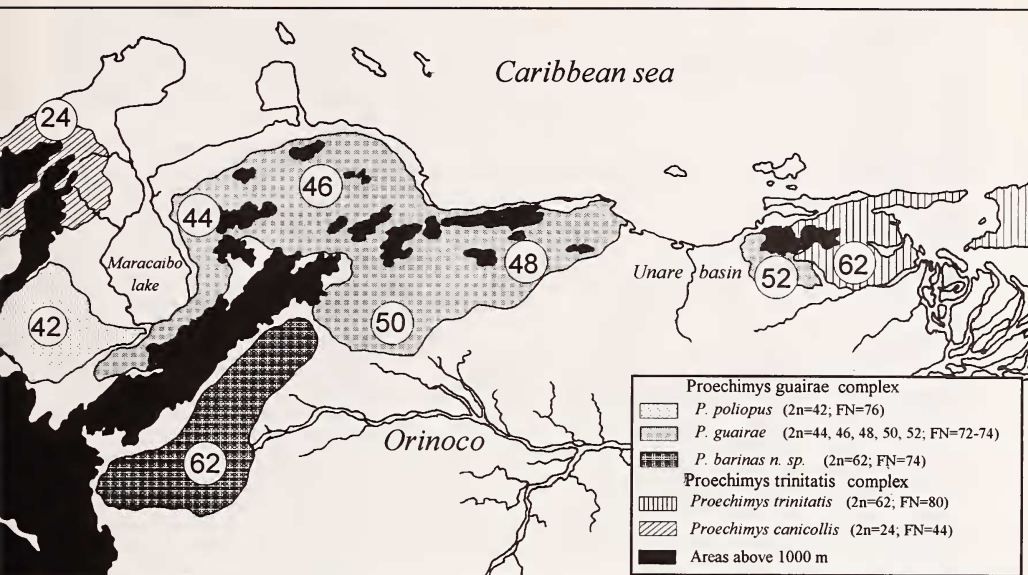 Caribbean sea
24
46
44
Maracaibo
lake
48
Unare basin
52
62
42
50
62
Orinoco
Proechimys guairae complex
P. poliopus (2n=42; FN=76)
P. guairae (2n=44, 46, 48, 50, 52; FN=72-74)
P. barinas n. sp. (2n=62; FN=74)
Proechimys trinitatis complex
Proechimys trinitatis (2n=62; FN=80)
Proechimys canicollis (2n=24; FN=44)
Areas above 1000 m